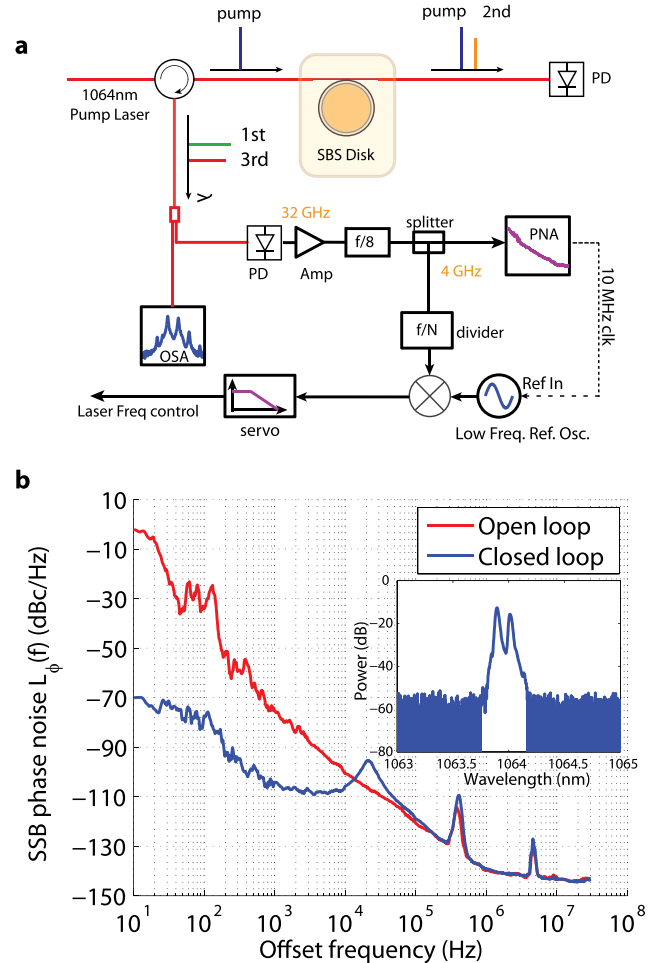 a
pump
pump
2nd
1064nm
Pump Laser
SBS Disk
PD
1st
3rd
λ
32 GHz
splitter
PNA
f/8
PD
Amp
4 GHz
10 MHz clk
OSA
f/N
divider
Ref In
Laser Freq control
servo
Low Freq. Ref. Osc.
b
SSB phase noise Lϕ(f) (dBc/Hz)
10
−10
−30
−50
−70
−90
−110
−130
−150
Open loop
Closed loop
Power (dB)
0
−20
−40
−60
−80
1063
1063.5
1064
1064.5
1065
Wavelength (nm)
10^1
10^2
10^3
10^4
10^5
10^6
10^7
10^8
Offset frequency (Hz)